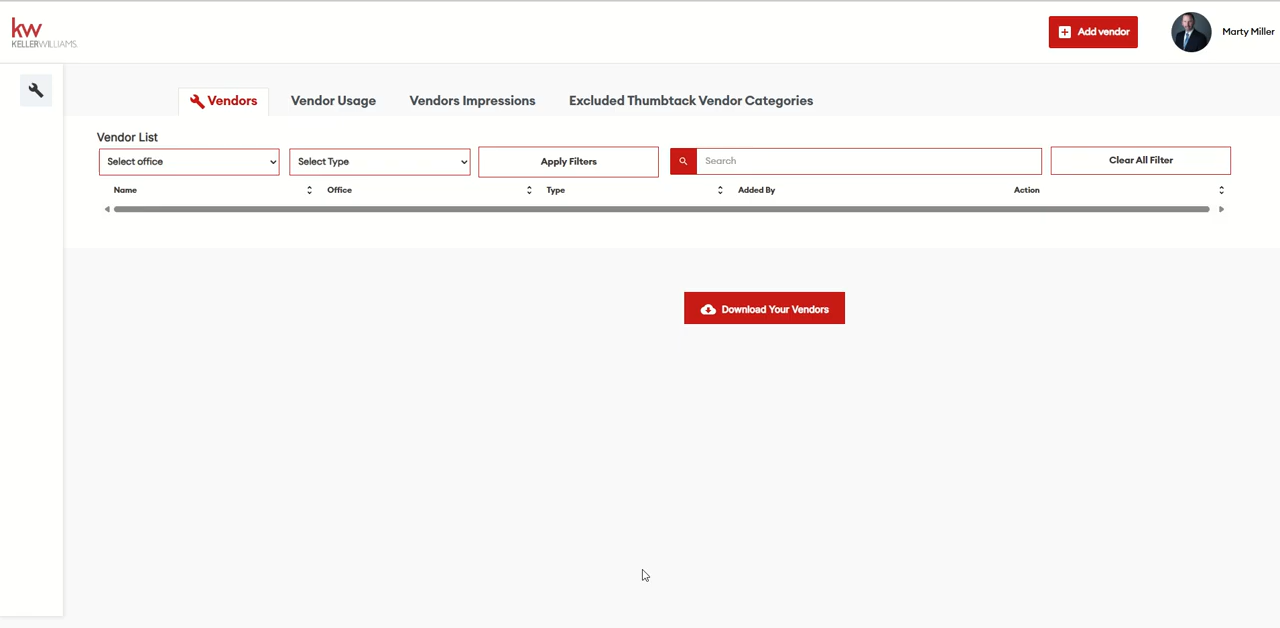 kw
KELLERWILLIAMS.
Add vendor
Marty Miller
Vendors
Vendor Usage
Vendors Impressions
Excluded Thumbtack Vendor Categories
Vendor List
Select office
Select Type
Apply Filters
Search
Clear All Filter
Name
Office
Type
Added By
Action
Download Your Vendors